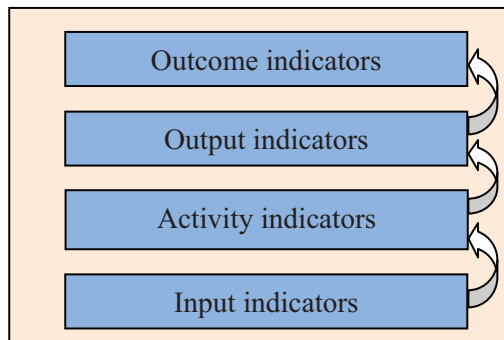 Outcome indicators
Output indicators
Activity indicators
Input indicators